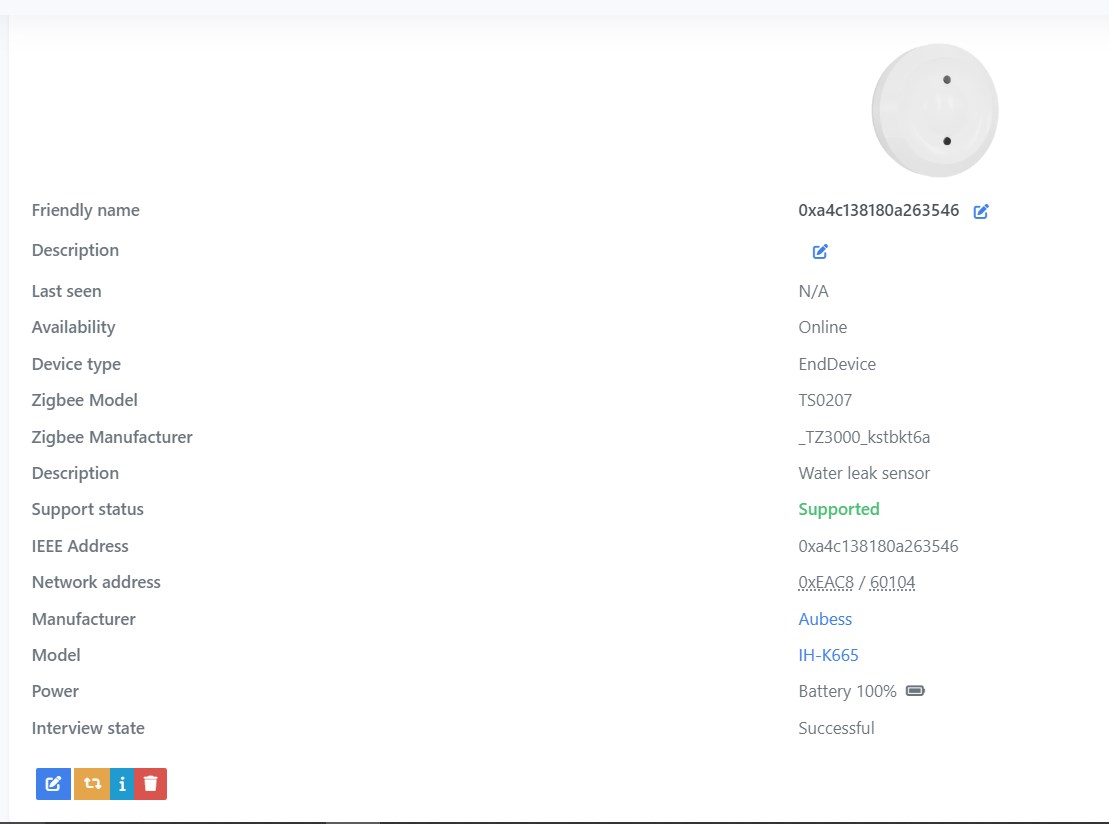 Friendly name 0xa4c138180a263546
Description
Last seen N/A
Availability Online
Device type EndDevice
Zigbee Model TS0207
Zigbee Manufacturer _TZ3000_kstbkt6a
Description Water leak sensor
Support status Supported
IEEE Address 0xa4c138180a263546
Network address 0xEAC8 / 60104
Manufacturer Aubess
Model IH-K665
Power Battery 100%
Interview state Successful